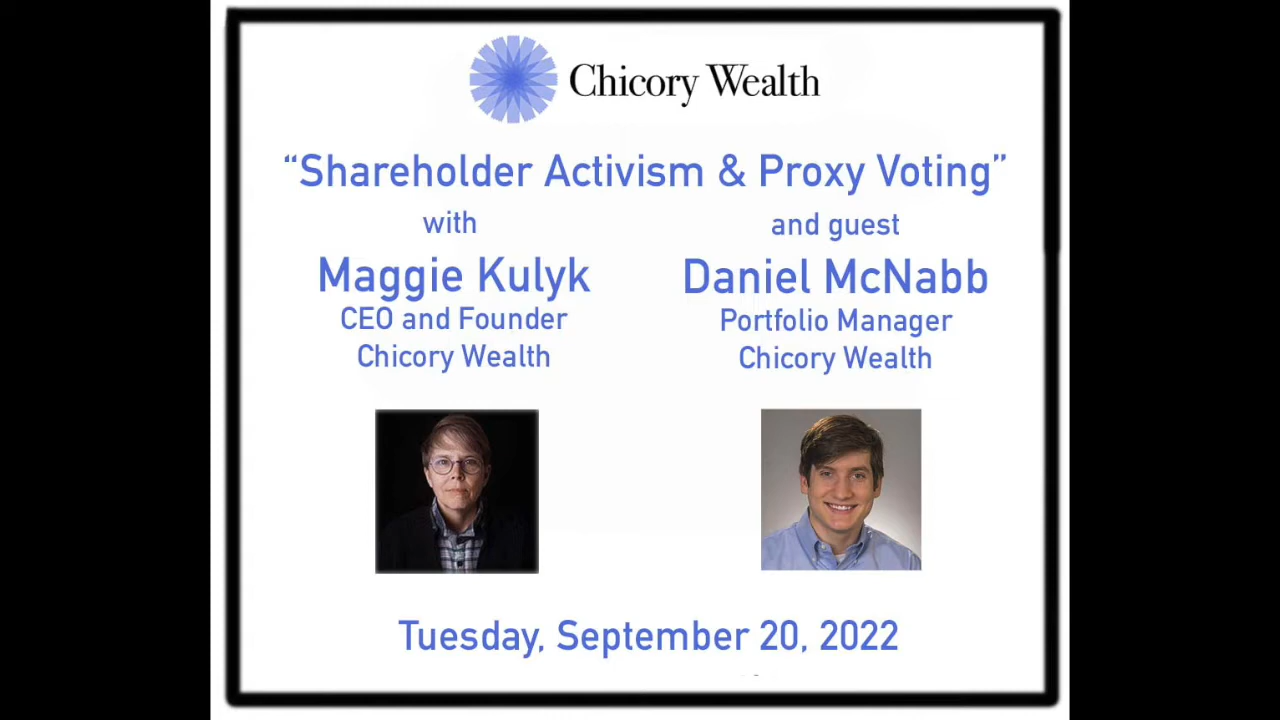 Chicory Wealth
“Shareholder Activism & Proxy Voting”
with
Maggie Kulyk
CEO and Founder
Chicory Wealth
and guest
Daniel McNabb
Portfolio Manager
Chicory Wealth
Tuesday, September 20, 2022